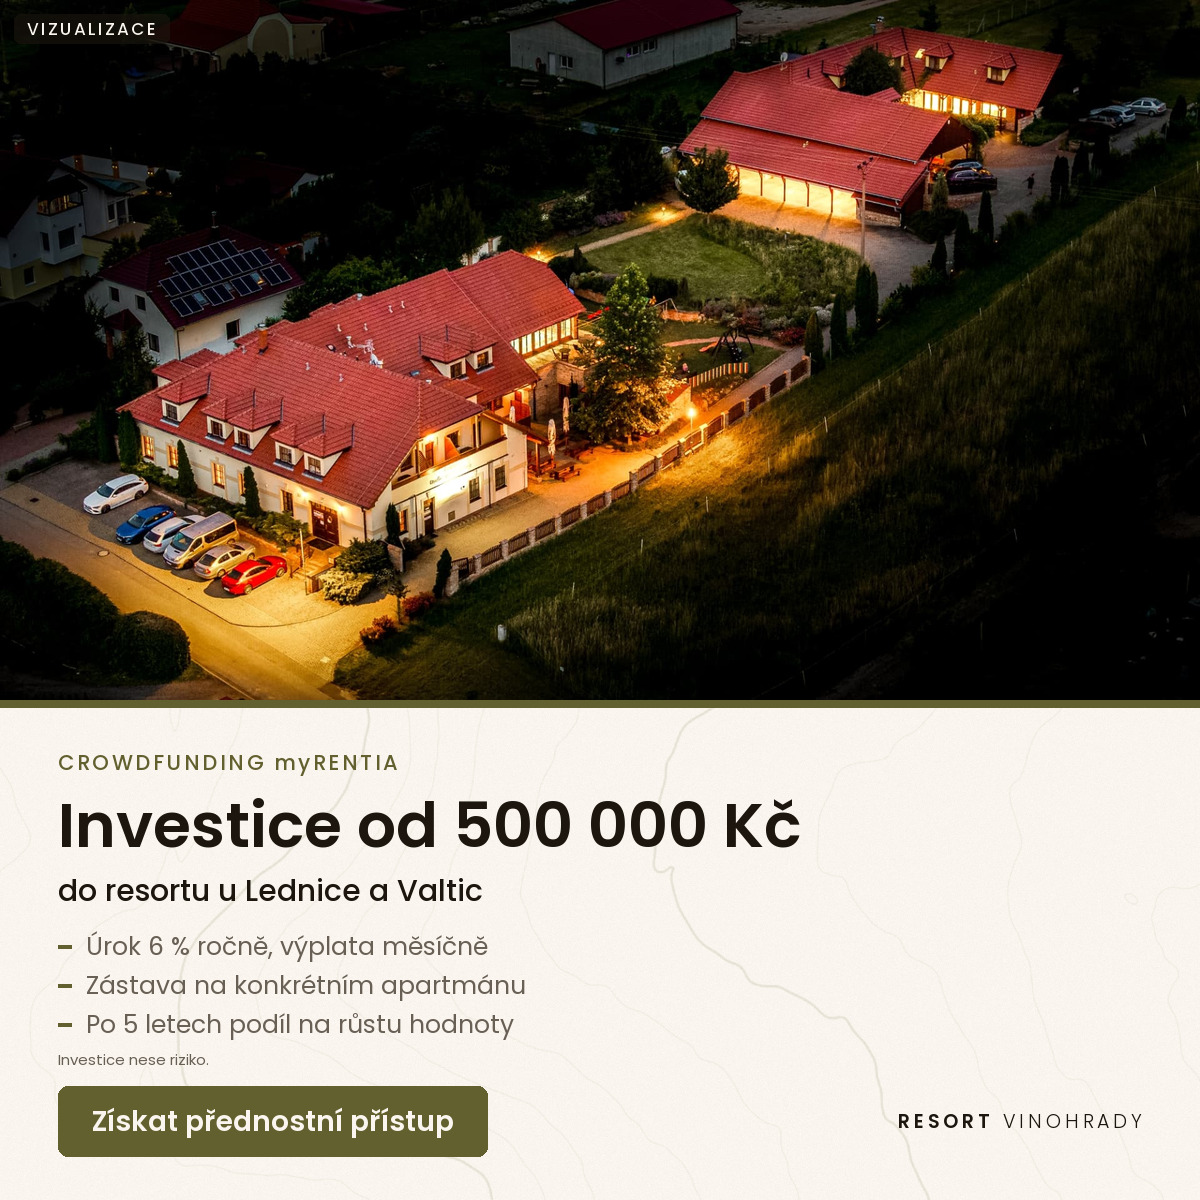 VIZUALIZACE
CROWDFUNDING myRENTIA
Investice od 500 000 Kč
do resortu u Lednice a Valtic
– Úrok 6 % ročně, výplata měsíčně
– Zástava na konkrétním apartmánu
– Po 5 letech podíl na růstu hodnoty
Investice nese riziko.
Získat přednostní přístup
RESORT VINOHRADY